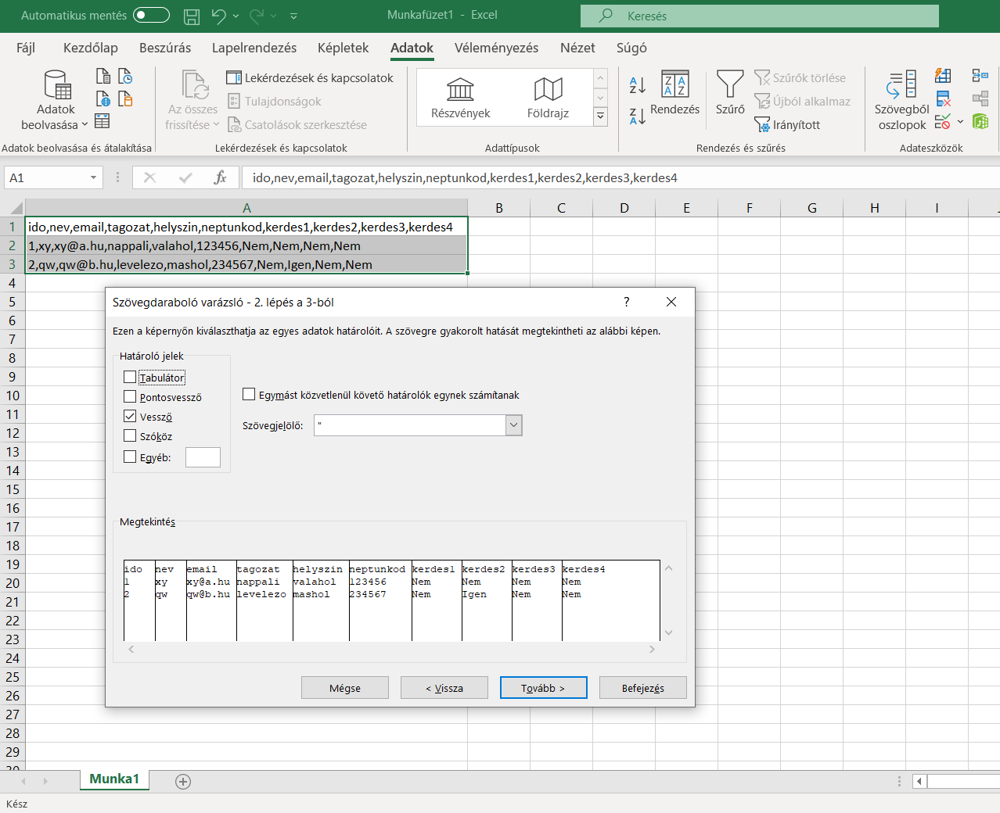 Automatikus mentés
Munkafüzet1 - Excel
Keresés
Fájl Kezdőlap Beszúrás Lapelrendezés Képletek Adatok Véleményezés Nézet Súgó
Adatok beolvasása
Az összes frissítése
Lekérdezések és kapcsolatok
Tulajdonságok
Csatolások szerkesztése
Részvények
Földrajz
A Z
Z A
Z A A Z
Rendezés
Szűrő
Szűrők törlése
Újból alkalmaz
Irányított
Szövegből oszlopok
Adatok beolvasása és átalakítása
Lekérdezések és kapcsolatok
Adattípusok
Rendezés és szűrés
Adateszközök
A1
fx
ido,nev,email,tagozat,helyszin,neptunkod,kerdes1,kerdes2,kerdes3,kerdes4
A B C D E F G H I
1 ido,nev,email,tagozat,helyszin,neptunkod,kerdes1,kerdes2,kerdes3,kerdes4
2 1,xy,xy@a.hu,nappali,valahol,123456,Nem,Nem,Nem,Nem
3 2,qw,qw@b.hu,levelezo,mashol,234567,Nem,Igen,Nem,Nem
4
5
6
7
8
9
10
11
12
13
14
15
16
17
18
19
20
21
22
23
24
25
26
27
28
29
30
Szövegdaraboló varázsló - 2. lépés a 3-ból
?
Ezen a képernyőn kiválaszthatja az egyes adatok határolóit. A szövegre gyakorolt hatását megtekintheti az alábbi képen.
Határoló jelek
Tabulátor
Pontosvessző
Vessző
Szóköz
Egyéb:
Egymást közvetlenül követő határolók egynek számítanak
Szövegjelölő: "
Megtekintés
ido nev email tagozat helyszin neptunkod kerdes1 kerdes2 kerdes3 kerdes4
1 xy xy@a.hu nappali valahol 123456 Nem Nem Nem Nem
2 qw qw@b.hu levelezo mashol 234567 Nem Igen Nem Nem
Mégse
< Vissza
Tovább >
Befejezés
Munka1
Kész